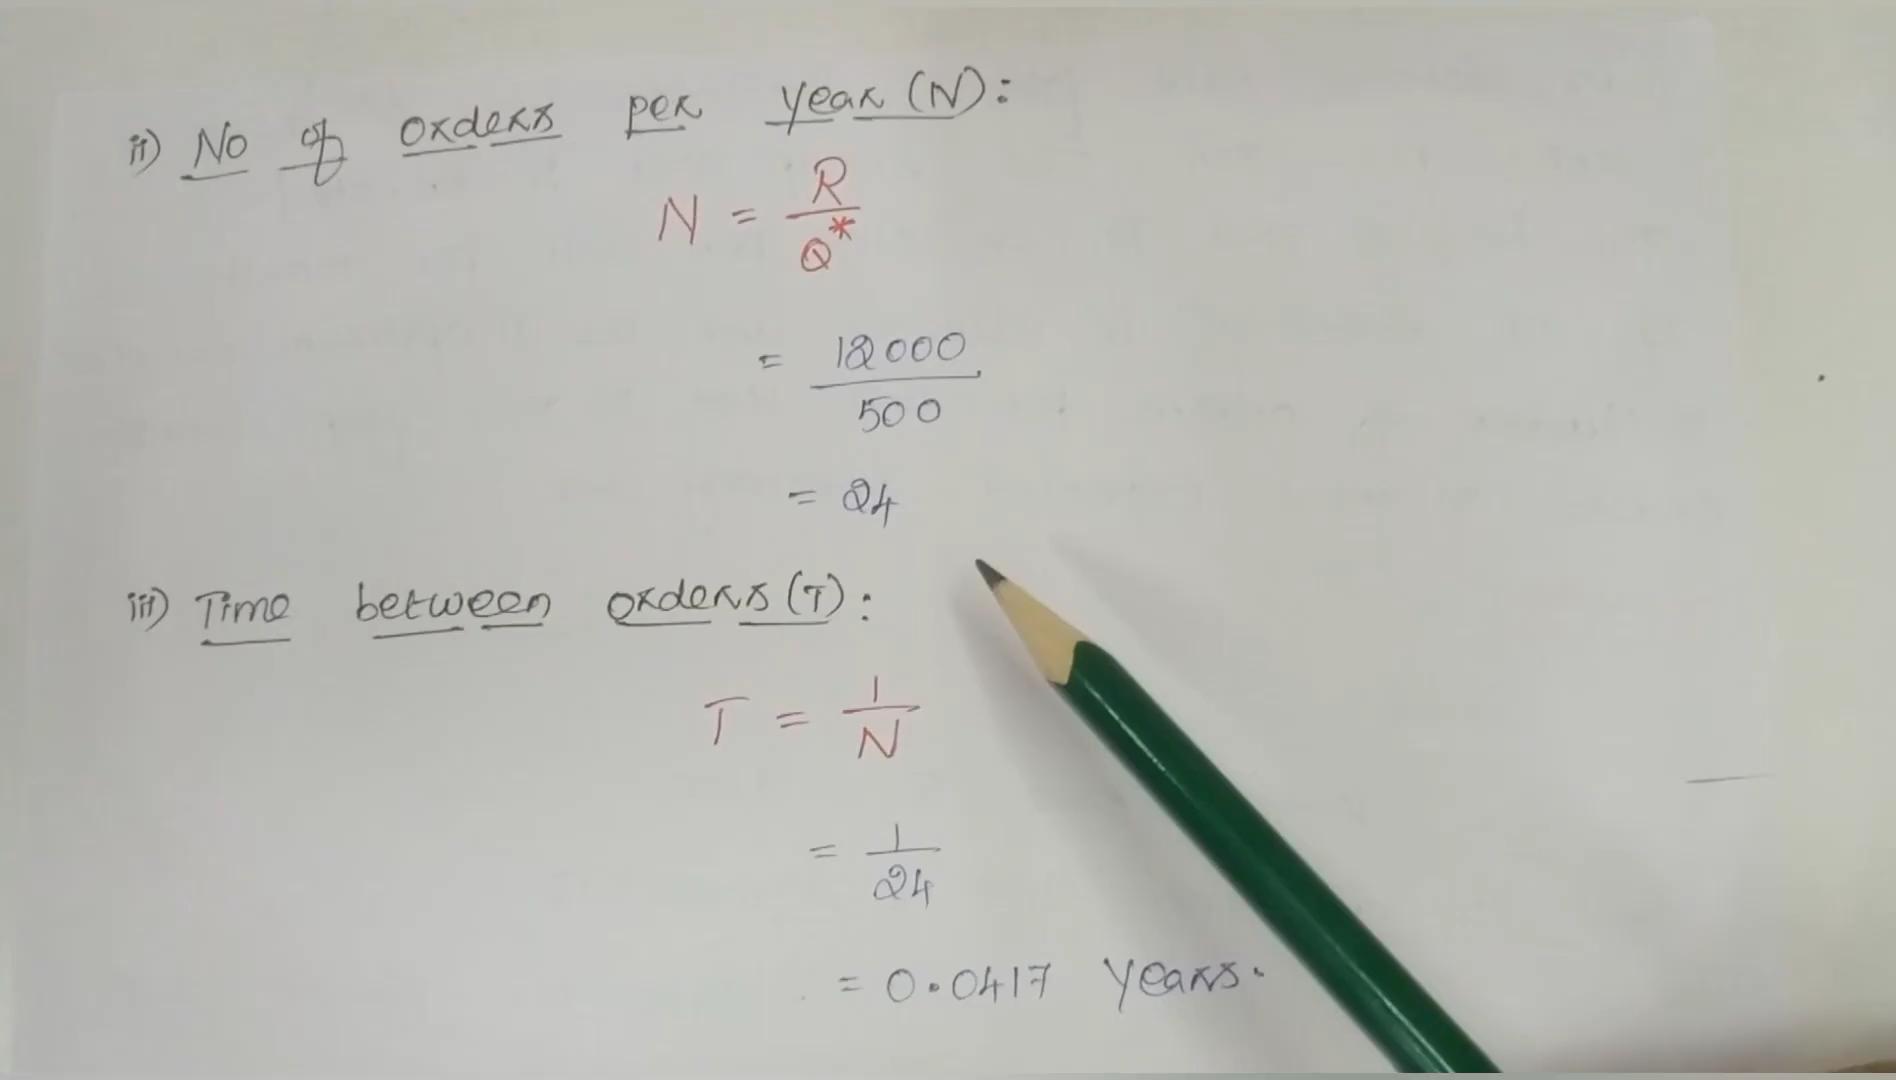 ii) No of orders per year (N):
N = R / Q*
= 12000 / 500
= 24
iii) Time between orders (T):
T = 1 / N
= 1 / 24
= 0.0417 years.